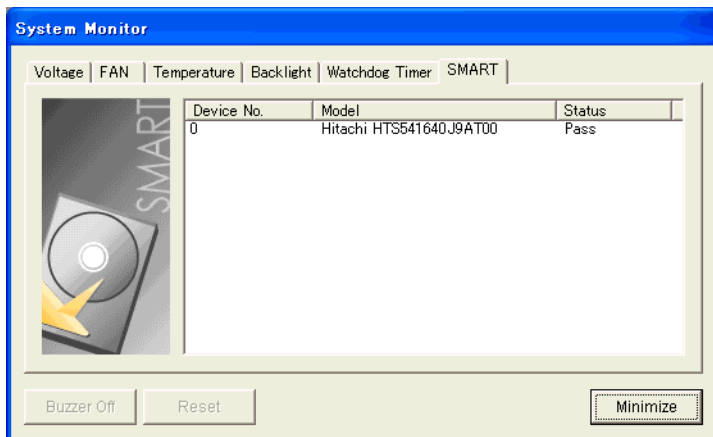 System Monitor
Voltage FAN Temperature Backlight Watchdog Timer SMART
SMART
Device No. Model Status
0 Hitachi HTS541640J9AT00 Pass
Buzzer Off Reset Minimize